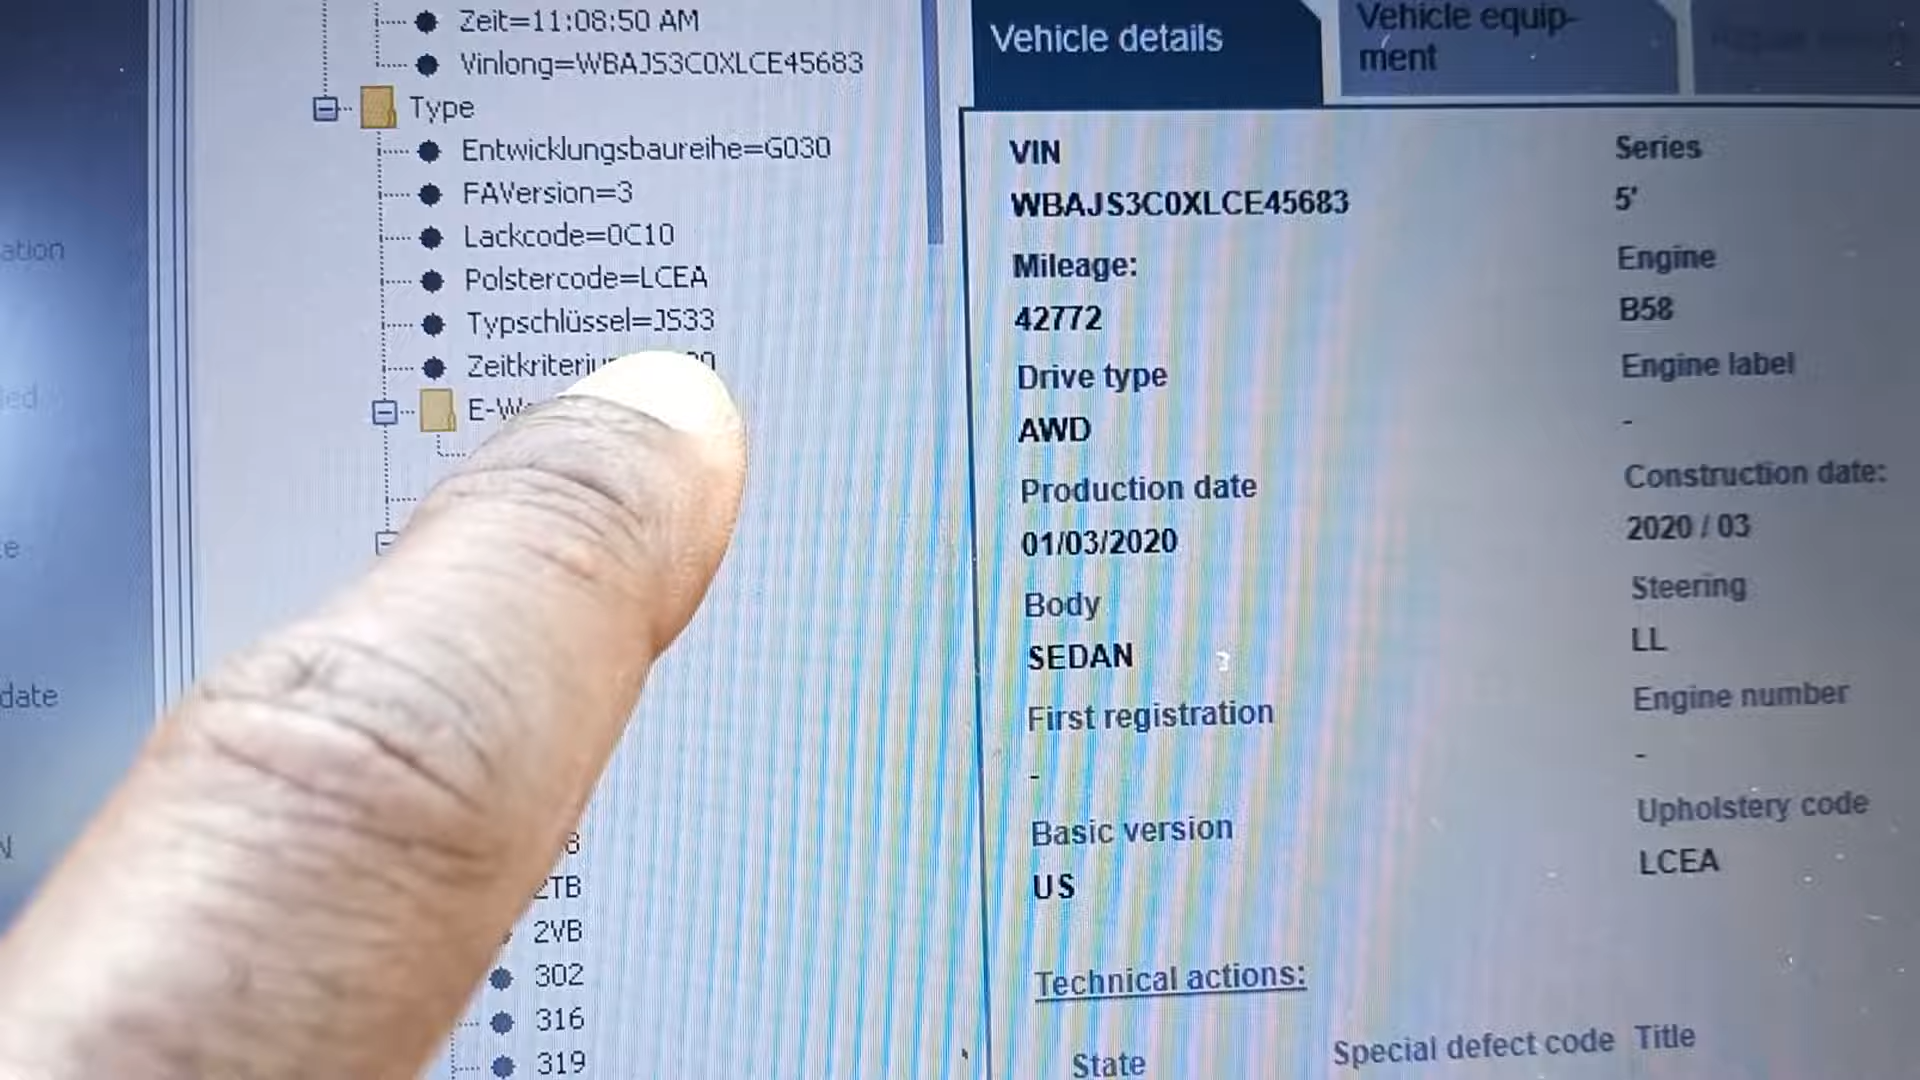 Zeit=11:08:50 AM
Vinlong=WBAJS3C0XLCE45683
Type
Entwicklungsbaureihe=G030
FAVersion=3
Lackcode=0C10
Polstercode=LCEA
Typschlüssel=JS33
2TB
2VB
302
316
319
ation
date
Vehicle details
Vehicle equip-
ment
VIN
WBAJS3C0XLCE45683
Mileage:
42772
Drive type
AWD
Production date
01/03/2020
Body
SEDAN
First registration
-
Basic version
US
Series
5'
Engine
B58
Engine label
-
Construction date:
2020 / 03
Steering
LL
Engine number
-
Upholstery code
LCEA
Technical actions:
State Special defect code Title